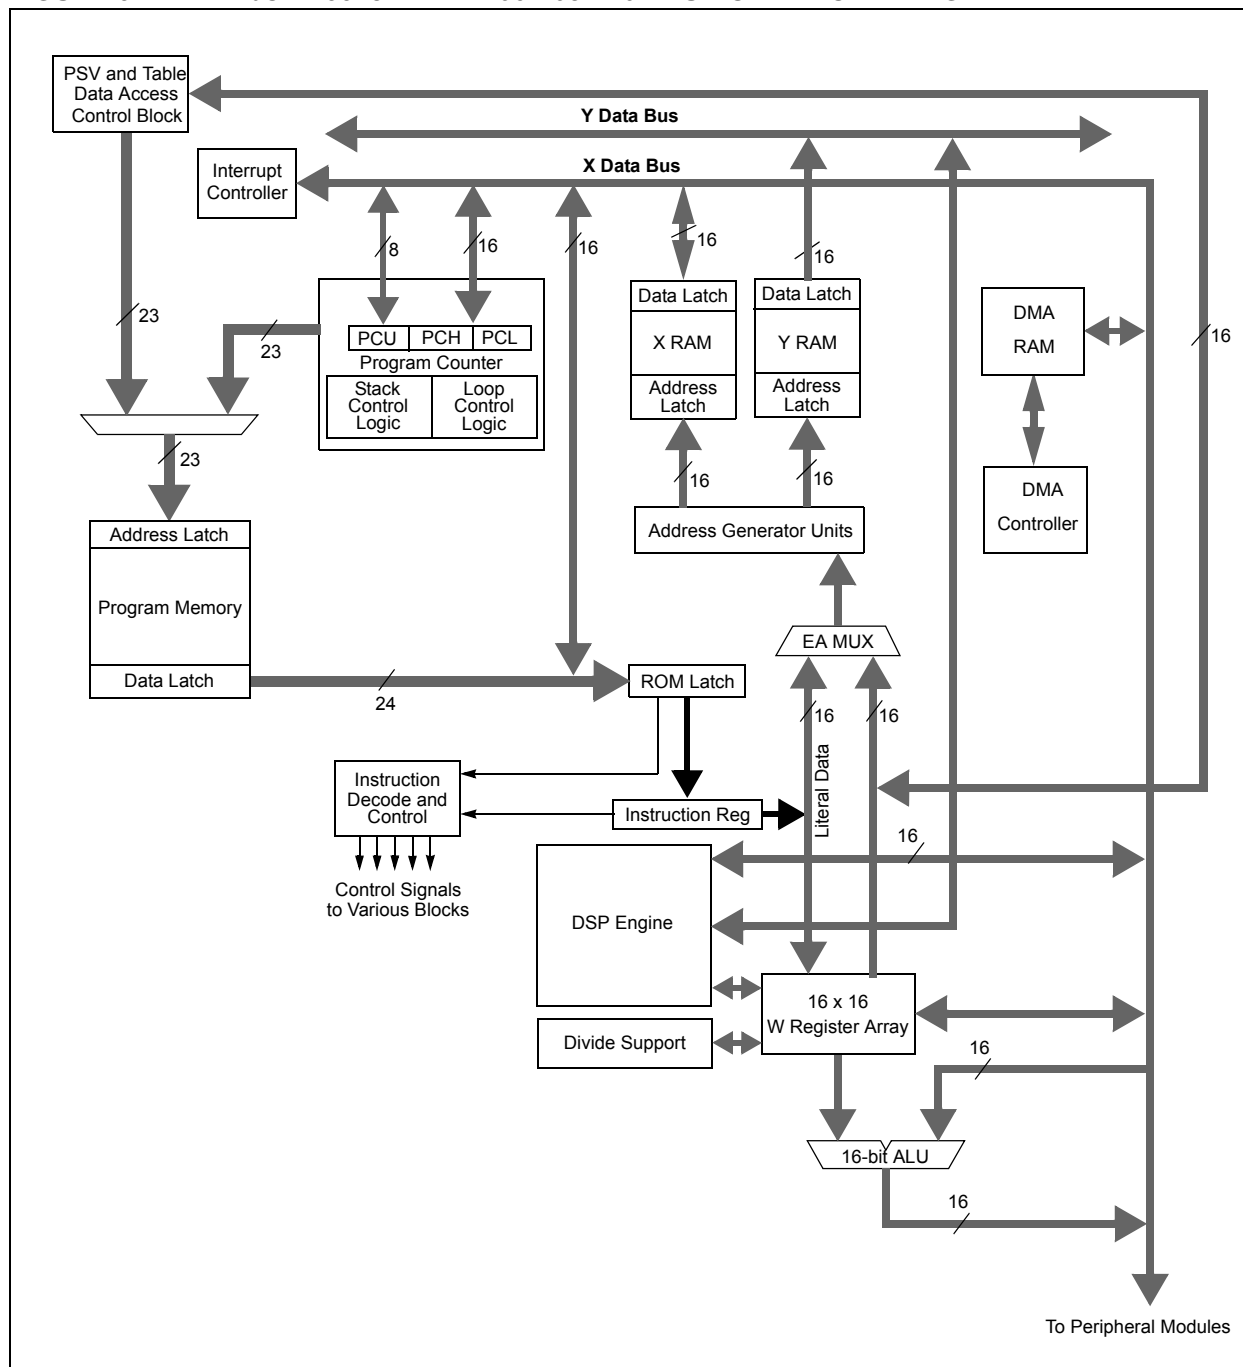 PSV and Table
Data Access
Control Block
Y Data Bus
X Data Bus
Interrupt
Controller
8
16
16
16
16
23
23
16
PCU
PCH
PCL
Program Counter
Stack
Control
Logic
Loop
Control
Logic
Data Latch
X RAM
Address
Latch
Data Latch
Y RAM
Address
Latch
DMA
RAM
23
16
16
DMA
Controller
Address Generator Units
Address Latch
Program Memory
Data Latch
24
EA MUX
ROM Latch
16
16
Literal Data
Instruction
Decode and
Control
Instruction Reg
Control Signals
to Various Blocks
16
DSP Engine
16 x 16
W Register Array
Divide Support
16
16-bit ALU
16
To Peripheral Modules